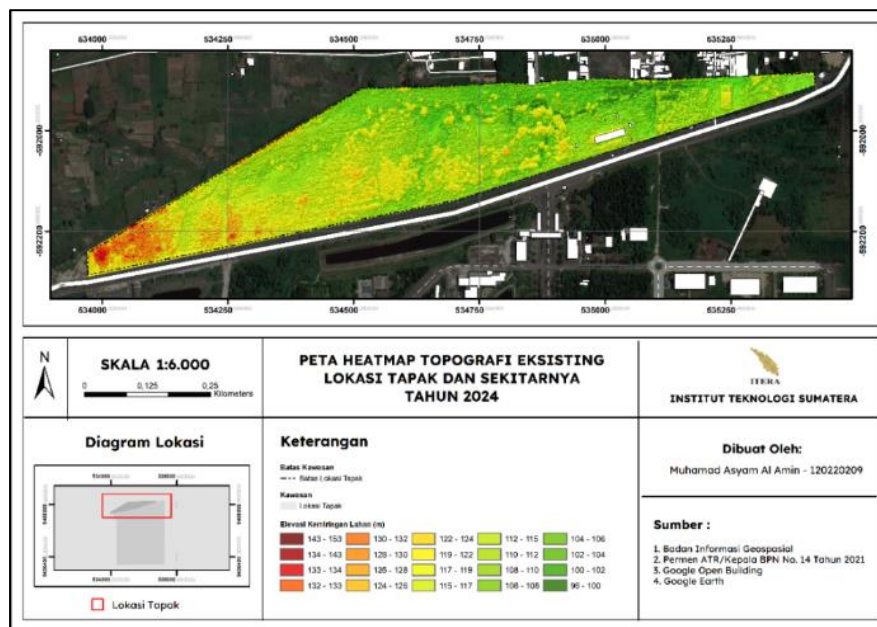 534000 534250 534500 534750 535000 535250
-592000 -592000
-592200 -592200
534000 534250 534500 534750 535000 535250
N
SKALA 1:6.000
0 0,125 0,25
Kilometers
PETA HEATMAP TOPOGRAFI EKSISTING
LOKASI TAPAK DAN SEKITARNYA
TAHUN 2024
ITERA
INSTITUT TEKNOLOGI SUMATERA
Diagram Lokasi
Lokasi Tapak
Keterangan
Batas Kawasan
Batas Lokasi Tapak
Kawasan
Lokasi Tapak
Elevasi Kemiringan Lahan (m)
143 - 153 130 - 132 122 - 124 112 - 115 104 - 106
134 - 143 128 - 130 119 - 122 110 - 112 102 - 104
133 - 134 126 - 128 117 - 119 108 - 110 100 - 102
132 - 133 124 - 126 115 - 117 106 - 108 96 - 100
Dibuat Oleh:
Muhamad Asyam Al Amin - 120220209
Sumber :
1. Badan Informasi Geospasial
2. Permen ATR/Kepala BPN No. 14 Tahun 2021
3. Google Open Building
4. Google Earth